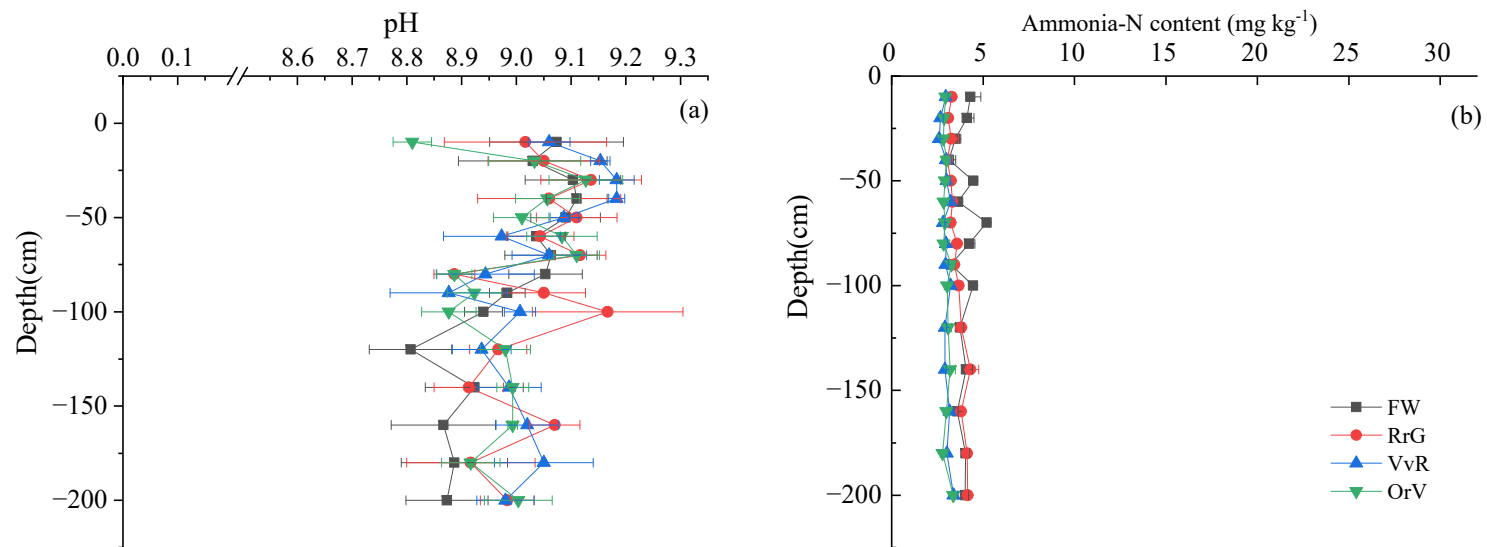 pH
0.0 0.1 8.6 8.7 8.8 8.9 9.0 9.1 9.2 9.3
(a)
Depth(cm)
0
−50
−100
−150
−200
Ammonia-N content (mg kg⁻¹)
0 5 10 15 20 25 30
(b)
Depth(cm)
0
−50
−100
−150
−200
FW
RrG
VvR
OrV